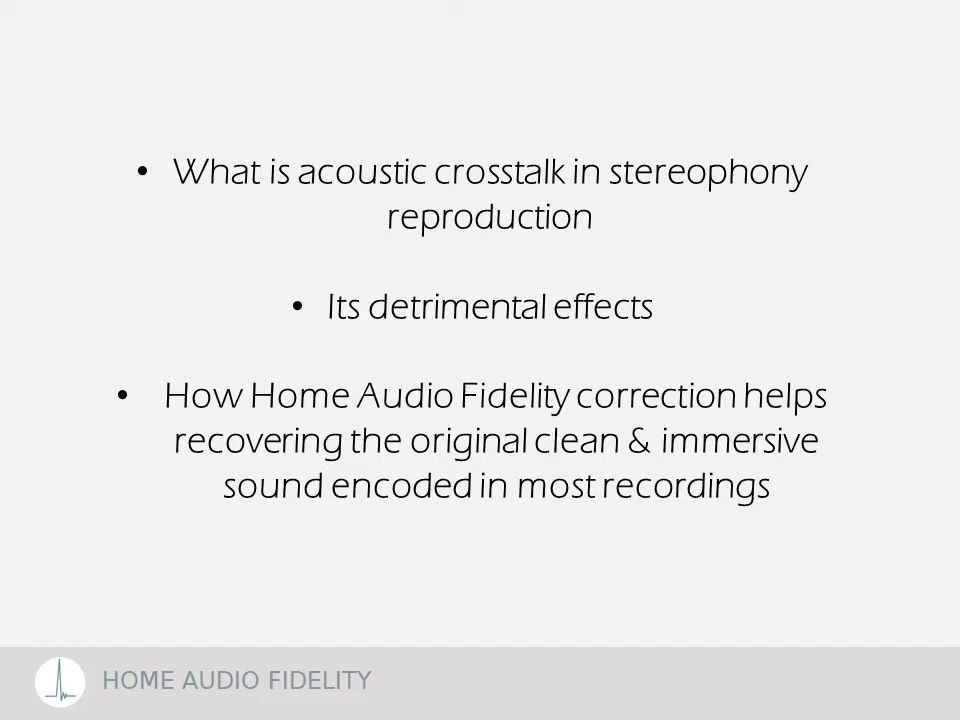 • What is acoustic crosstalk in stereophony
reproduction
• Its detrimental effects
• How Home Audio Fidelity correction helps
recovering the original clean & immersive
sound encoded in most recordings
HOME AUDIO FIDELITY